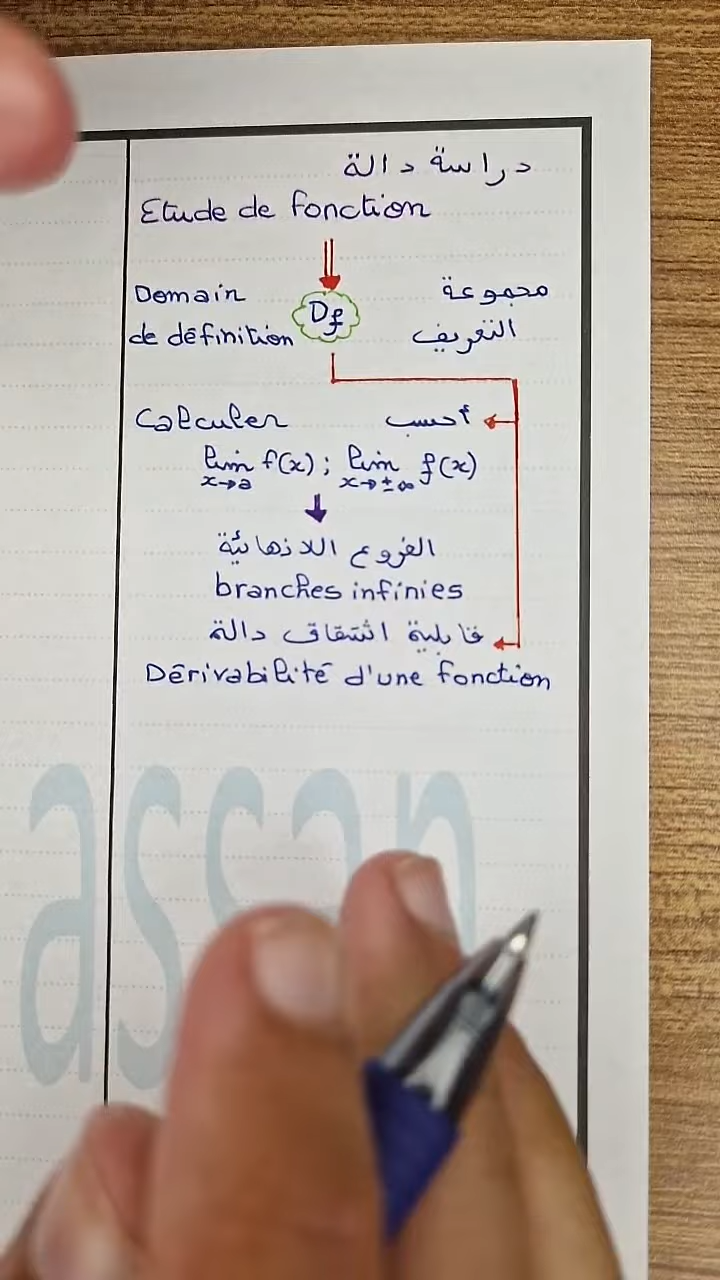 دراسة دالة
Etude de fonction
Domain
de définition
Df
مجموعة
التعريف
Calculer أحسب
lim f(x) ; lim f(x)
x→a x→±∞
الفروع اللانهائية
branches infinies
قابلية اشتقاق دالة
Dérivabilité d'une fonction
assan